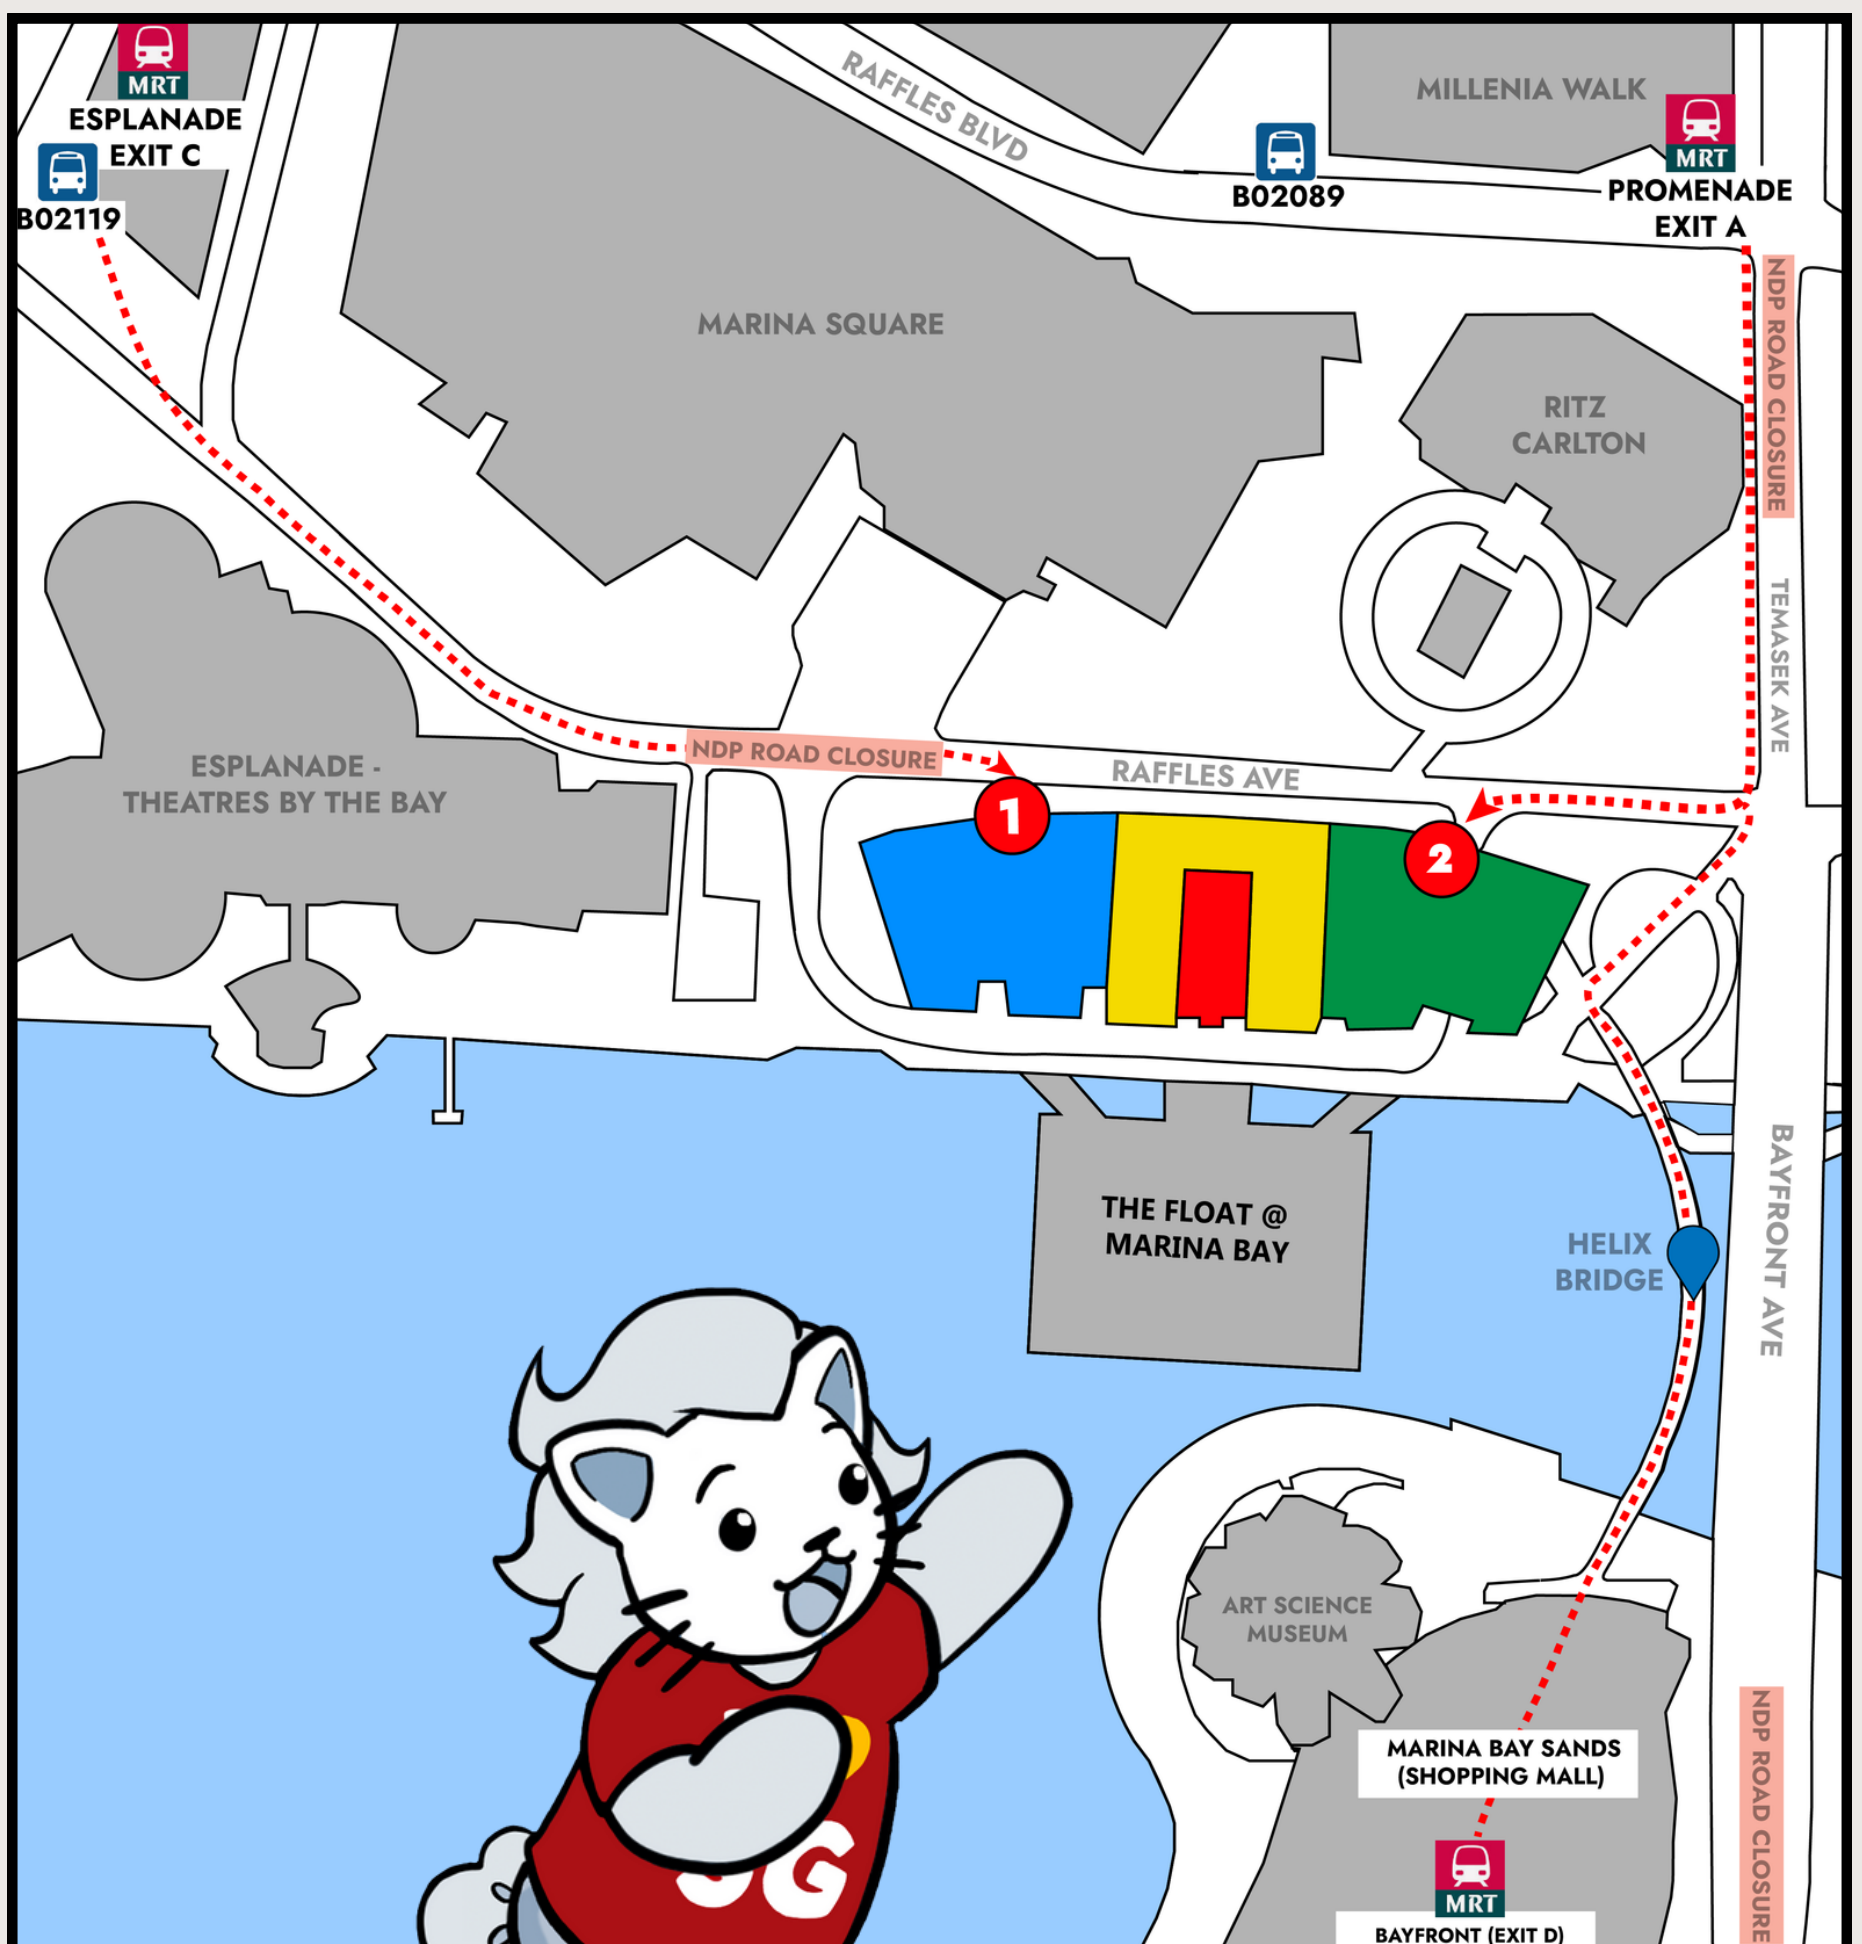 MRT
ESPLANADE
EXIT C
B02119
RAFFLES BLVD
B02089
MILLENIA WALK
MRT
PROMENADE
EXIT A
NDP ROAD CLOSURE
MARINA SQUARE
RITZ
CARLTON
TEMASEK AVE
NDP ROAD CLOSURE
RAFFLES AVE
ESPLANADE -
THEATRES BY THE BAY
1
2
THE FLOAT @
MARINA BAY
HELIX
BRIDGE
BAYFRONT AVE
ART SCIENCE
MUSEUM
MARINA BAY SANDS
(SHOPPING MALL)
NDP ROAD CLOSURE
SG
MRT
BAYFRONT (EXIT D)